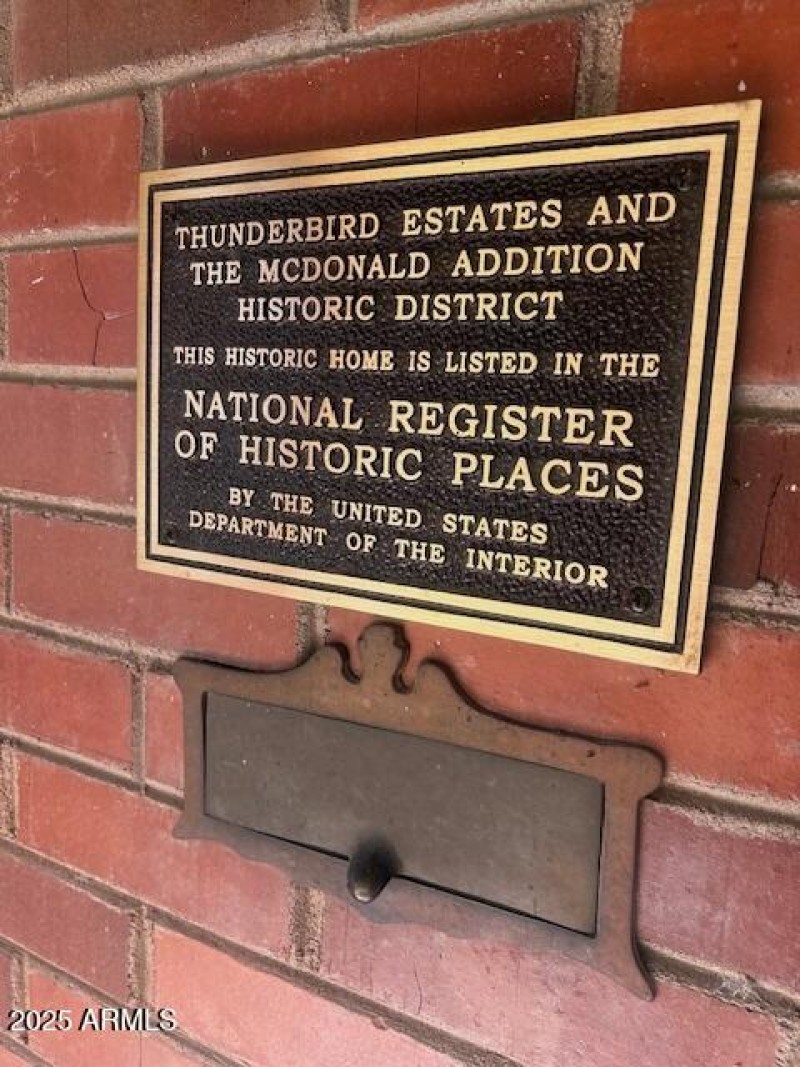 THUNDERBIRD ESTATES AND
THE MCDONALD ADDITION
HISTORIC DISTRICT
THIS HISTORIC HOME IS LISTED IN THE
NATIONAL REGISTER
OF HISTORIC PLACES
BY THE UNITED STATES
DEPARTMENT OF THE INTERIOR
2025 ARMLS